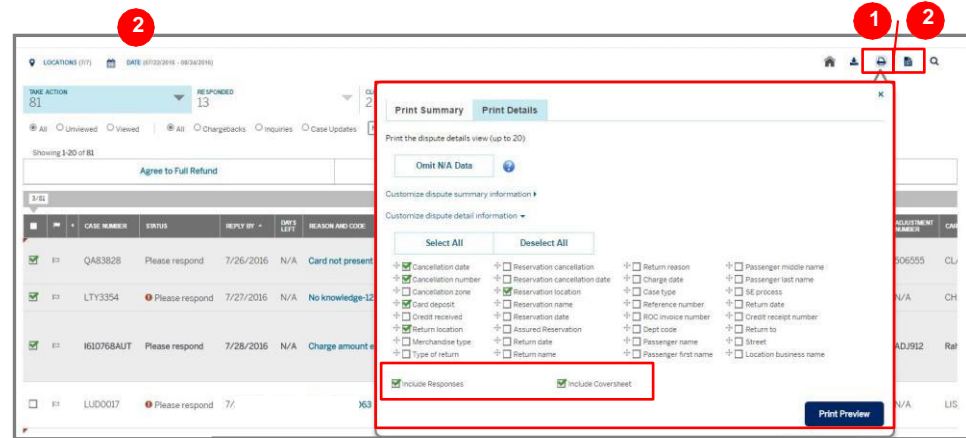 2
1
2
LOCATIONS (7/7) DATE (07/22/2016 - 08/26/2016)
TAKE ACTION
81
RESPONDED
13
2
All Unviewed Viewed All Chargebacks Inquiries Case Updates
Showing 1-20 of 81
Agree to Full Refund
3/81
CASE NUMBER STATUS REPLY BY DAYS LEFT REASON AND CODE ADJUSTMENT NUMBER
QA83828 Please respond 7/26/2016 N/A Card not present 506555
LTY3354 Please respond 7/27/2016 N/A No knowledge-12 N/A CH
I610768AUT Please respond 7/28/2016 N/A Charge amount e ADJ912
LUD0017 Please respond 7/ 063 N/A LIS
×
Print Summary Print Details
Print the dispute details view (up to 20)
Omit N/A Data ?
Customize dispute summary information
Customize dispute detail information
Select All Deselect All
Cancellation date Reservation cancellation Return reason Passenger middle name
Cancellation number Reservation cancellation date Charge date Passenger last name
Cancellation zone Reservation location Case type SE process
Card deposit Reservation name Reference number Return date
Credit received Reservation date ROC invoice number Credit receipt number
Return location Assured Reservation Dept code Return to
Merchandise type Return date Passenger name Street
Type of return Return name Passenger first name Location business name
Include Responses Include Coversheet
Print Preview